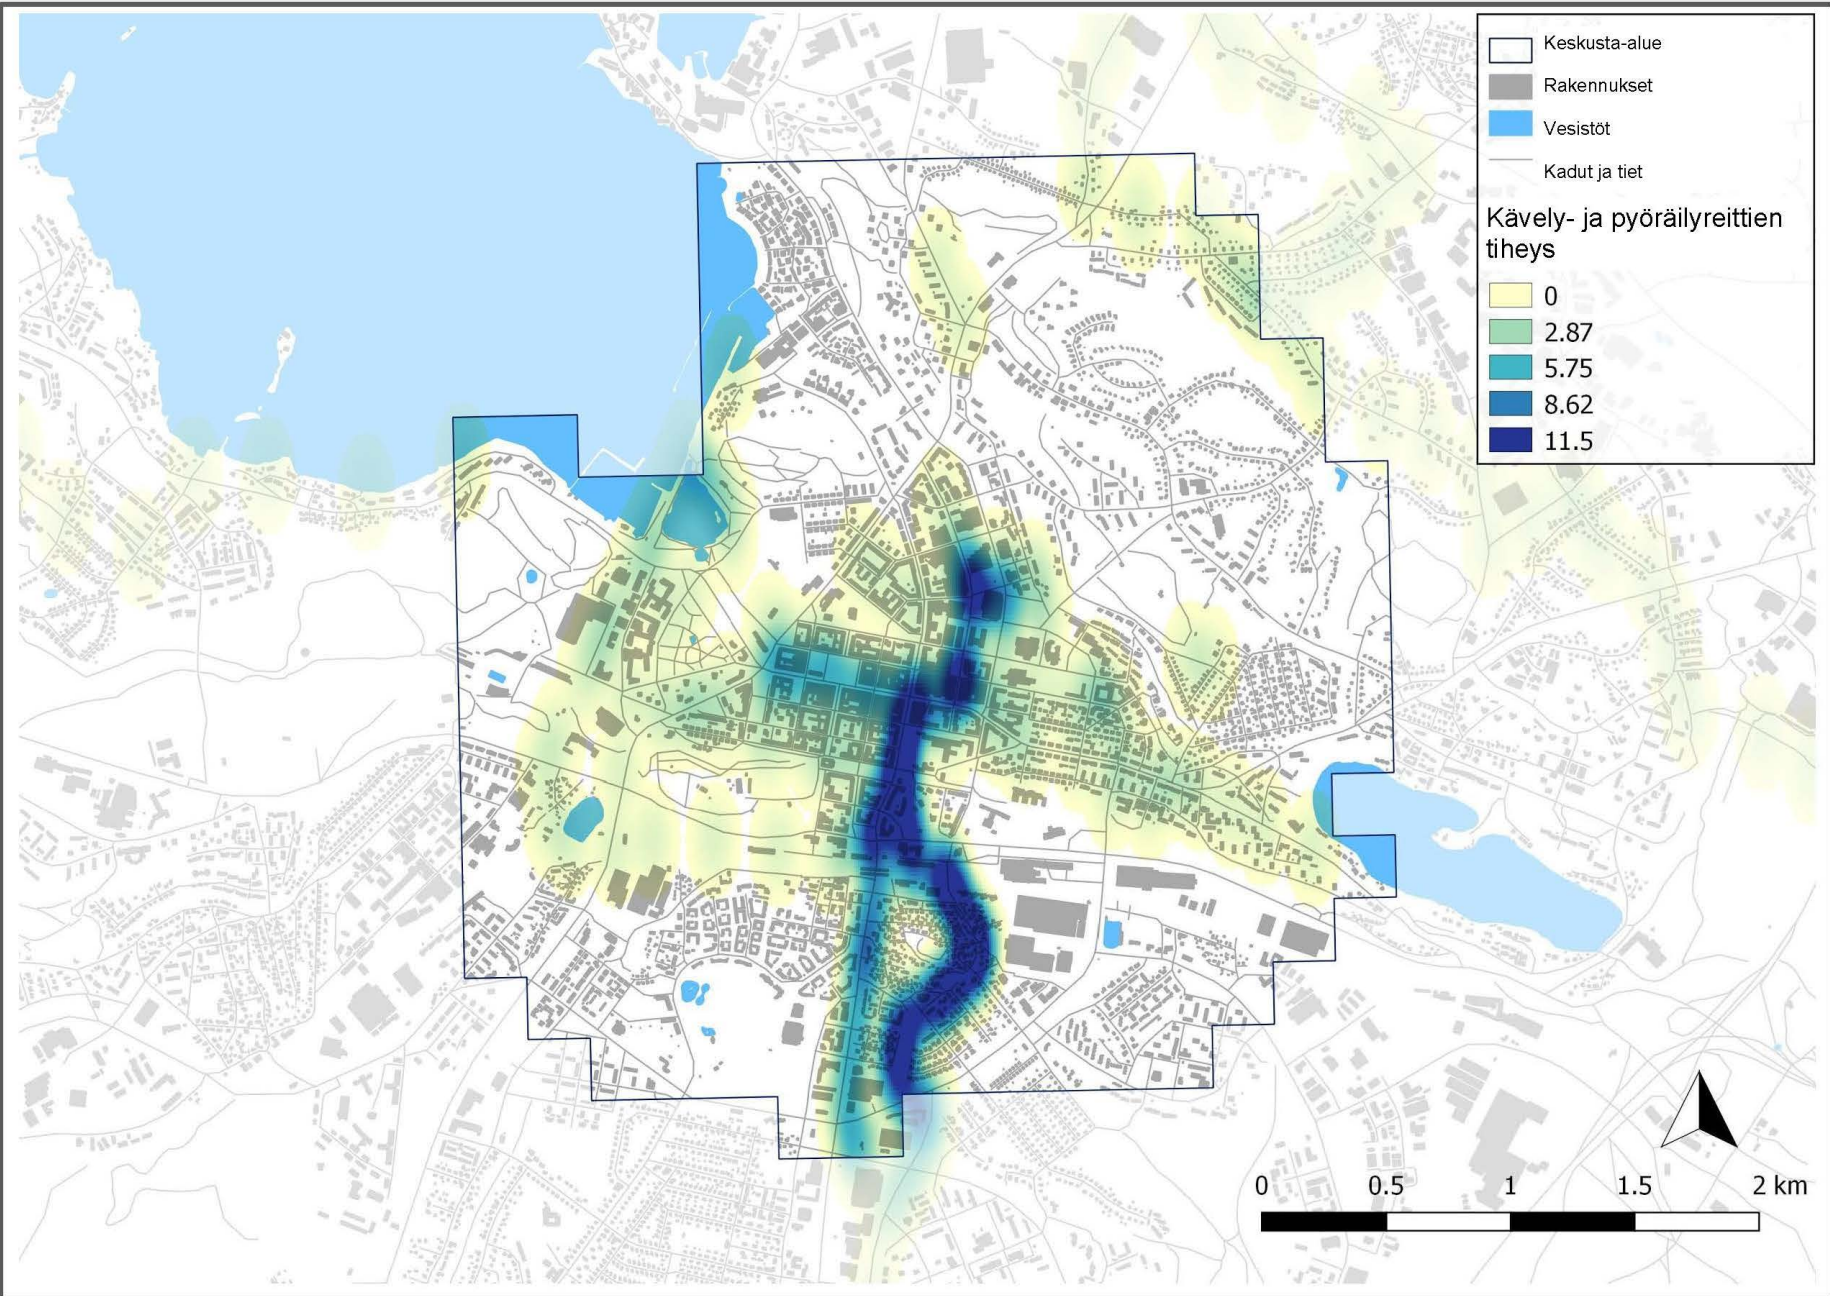 Keskusta-alue
Rakennukset
Vesistöt
Kadut ja tiet
Kävely- ja pyöräilyreittien
tiheys
0
2.87
5.75
8.62
11.5
0 0.5 1 1.5 2 km